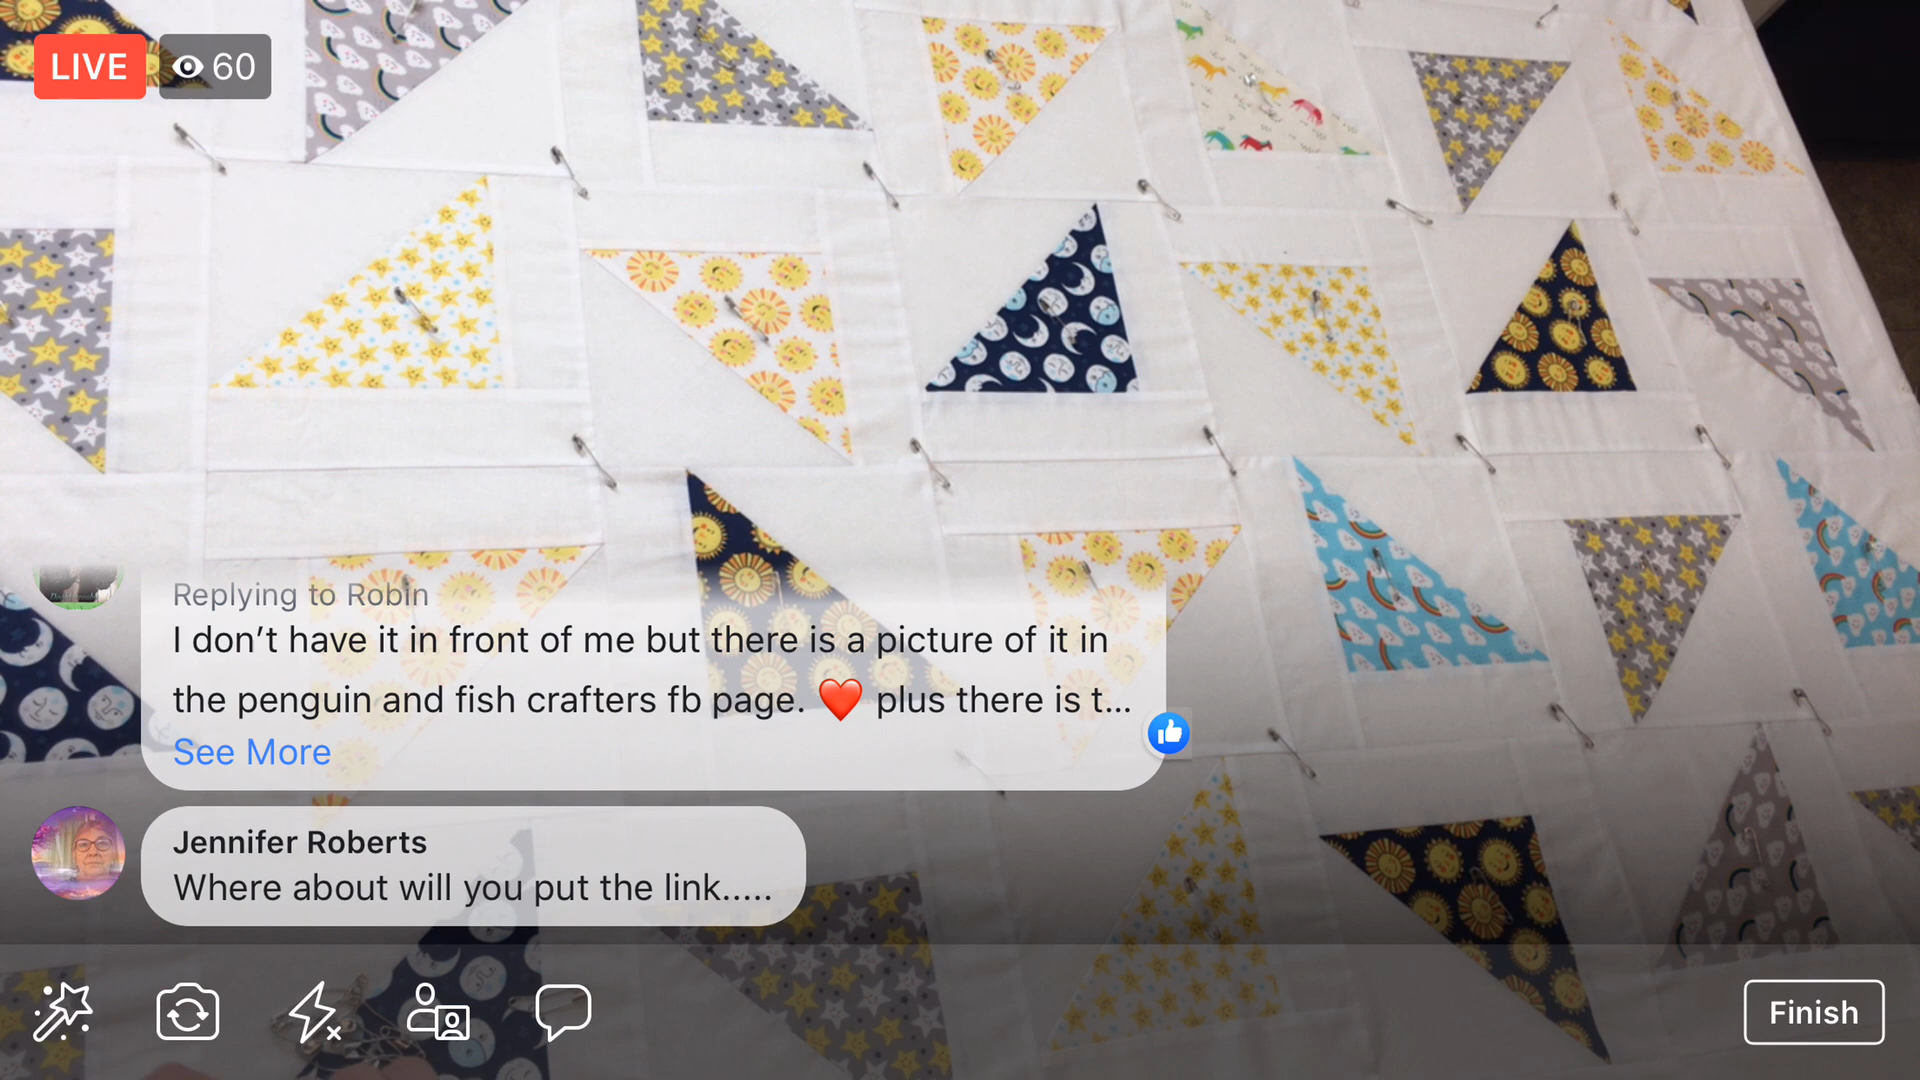 LIVE 60
Replying to Robin
I don't have it in front of me but there is a picture of it in
the penguin and fish crafters fb page. ❤️ plus there is t...
See More
Jennifer Roberts
Where about will you put the link.....
Finish